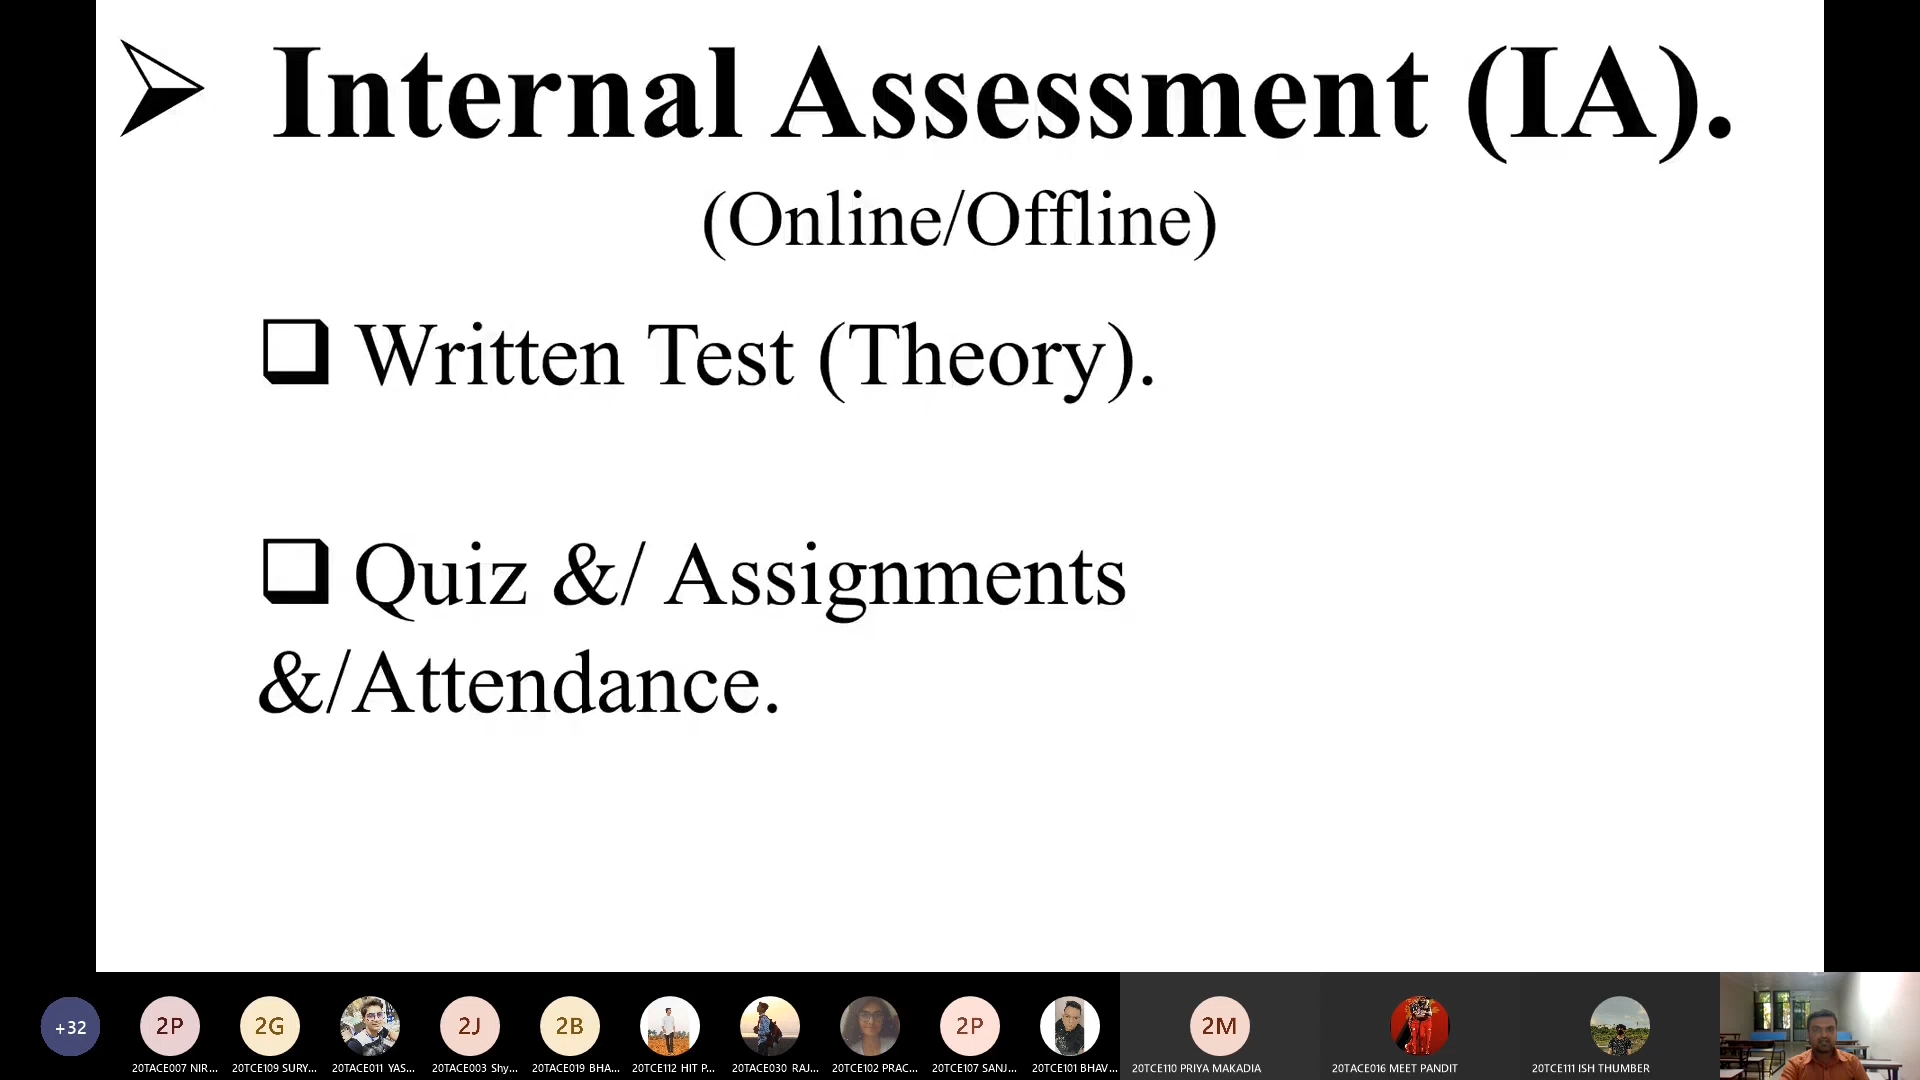 Internal Assessment (IA).
(Online/Offline)
Written Test (Theory).
Quiz &/ Assignments
&/Attendance.
+32
2P
2G
2J
2B
2P
2M
20TACE007 NIR...
20TCE109 SURY...
20TACE011 YAS...
20TACE003 Shy...
20TACE019 BHA...
20TCE112 HIT P...
20TACE030 RAJ...
20TCE102 PRAC...
20TCE107 SANJ...
20TCE101 BHAV...
20TCE110 PRIYA MAKADIA
20TACE016 MEET PANDIT
20TCE111 ISH THUMBER